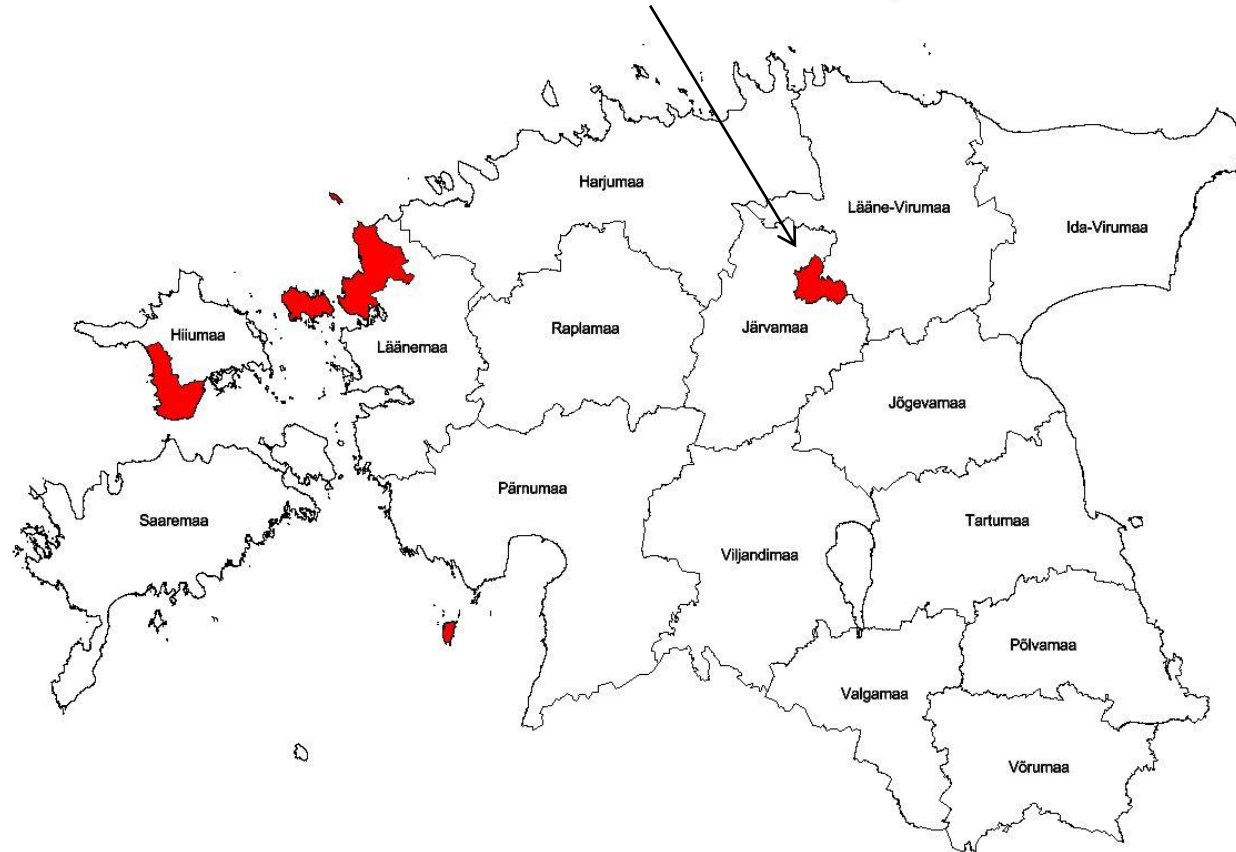 Harjumaa
Lääne-Virumaa
Ida-Virumaa
Hiiumaa
Läänemaa
Raplamaa
Järvamaa
Jõgevamaa
Saaremaa
Pärnumaa
Viljandimaa
Tartumaa
Põlvamaa
Valgamaa
Võrumaa